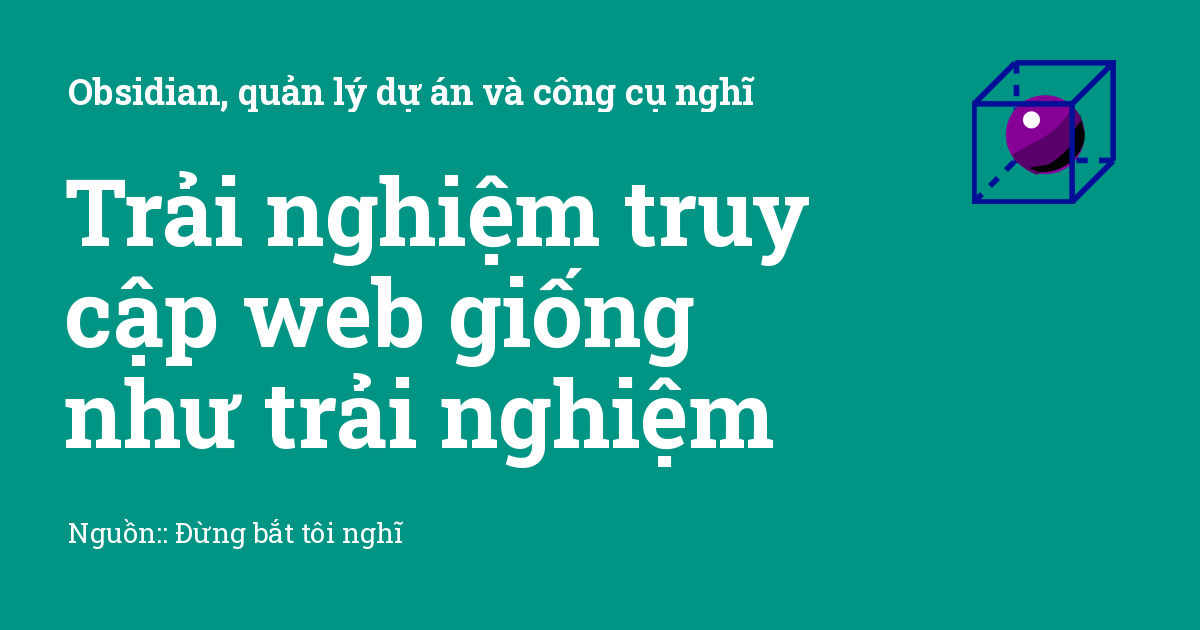 Obsidian, quản lý dự án và công cụ nghĩ
Trải nghiệm truy
cập web giống
như trải nghiệm
Nguồn:: Đừng bắt tôi nghĩ